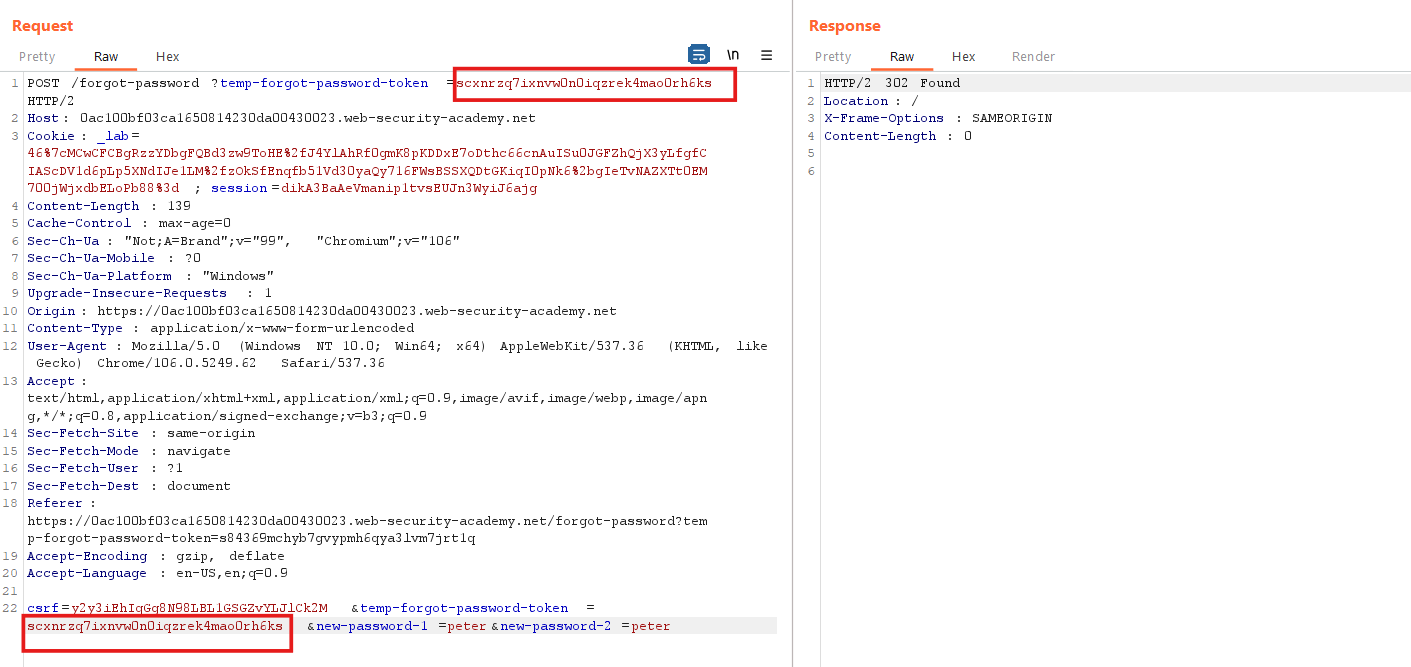 Request
Response
Pretty Raw Hex
\n
Pretty Raw Hex Render
1 POST /forgot-password ?temp-forgot-password-token =scxnrzq7ixnvw0n0iqzrek4mao0rh6ks
HTTP/2
2 Host : 0ac100bf03ca1650814230da00430023.web-security-academy.net
3 Cookie : _lab=
46%7cMCwCFCBgRzzYDbgFQBd3zw9ToHE%2fJ4YlAhRf0gmK8pKDDxE7oDthc66cnAuISu0JGFZhQjX3yLfgfC
IAScDV1d6pLp5XNdIJe1LM%2fzOkSfEnqfb51Vd30yaQy716FWsBSSXQDtGKiqI0pNk6%2bgIeTvNAZXTt0EM
700jWjxdbELoPb88%3d ; session=dikA3BaAeVmanip1tvsEUJn3WyiJ6ajg
4 Content-Length : 139
5 Cache-Control : max-age=0
6 Sec-Ch-Ua : "Not;A=Brand";v="99", "Chromium";v="106"
7 Sec-Ch-Ua-Mobile : ?0
8 Sec-Ch-Ua-Platform : "Windows"
9 Upgrade-Insecure-Requests : 1
10 Origin : https://0ac100bf03ca1650814230da00430023.web-security-academy.net
11 Content-Type : application/x-www-form-urlencoded
12 User-Agent : Mozilla/5.0 (Windows NT 10.0; Win64; x64) AppleWebKit/537.36 (KHTML, like
Gecko) Chrome/106.0.5249.62 Safari/537.36
13 Accept :
text/html,application/xhtml+xml,application/xml;q=0.9,image/avif,image/webp,image/apn
g,*/*;q=0.8,application/signed-exchange;v=b3;q=0.9
14 Sec-Fetch-Site : same-origin
15 Sec-Fetch-Mode : navigate
16 Sec-Fetch-User : ?1
17 Sec-Fetch-Dest : document
18 Referer :
https://0ac100bf03ca1650814230da00430023.web-security-academy.net/forgot-password?tem
p-forgot-password-token=s84369mchyb7gvypmh6qya3lvm7jrt1q
19 Accept-Encoding : gzip, deflate
20 Accept-Language : en-US,en;q=0.9
21
22 csrf=y2y3iEhIqGq8N98LBL1GSGZvYLJlCk2M &temp-forgot-password-token =
scxnrzq7ixnvw0n0iqzrek4mao0rh6ks &new-password-1 =peter&new-password-2 =peter
1 HTTP/2 302 Found
2 Location : /
3 X-Frame-Options : SAMEORIGIN
4 Content-Length : 0
5
6